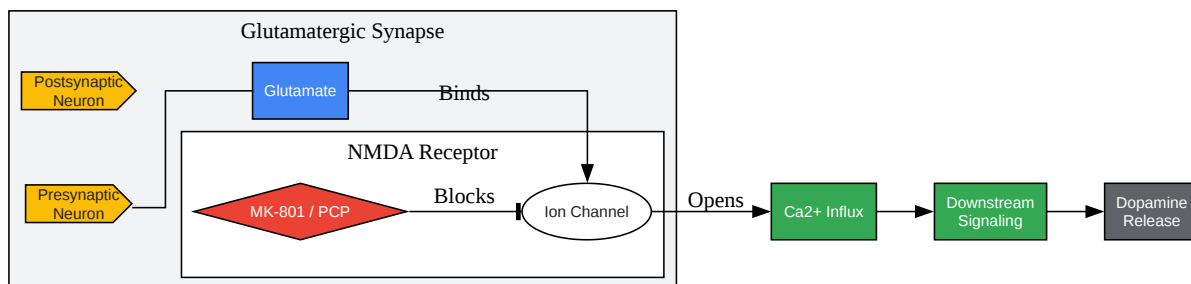 Glutamatergic Synapse
Postsynaptic
Neuron
Glutamate
Binds
NMDA Receptor
Presynaptic
Neuron
MK-801 / PCP
Blocks
Ion Channel
Opens
Ca2+ Influx
Downstream
Signaling
Dopamine
Release